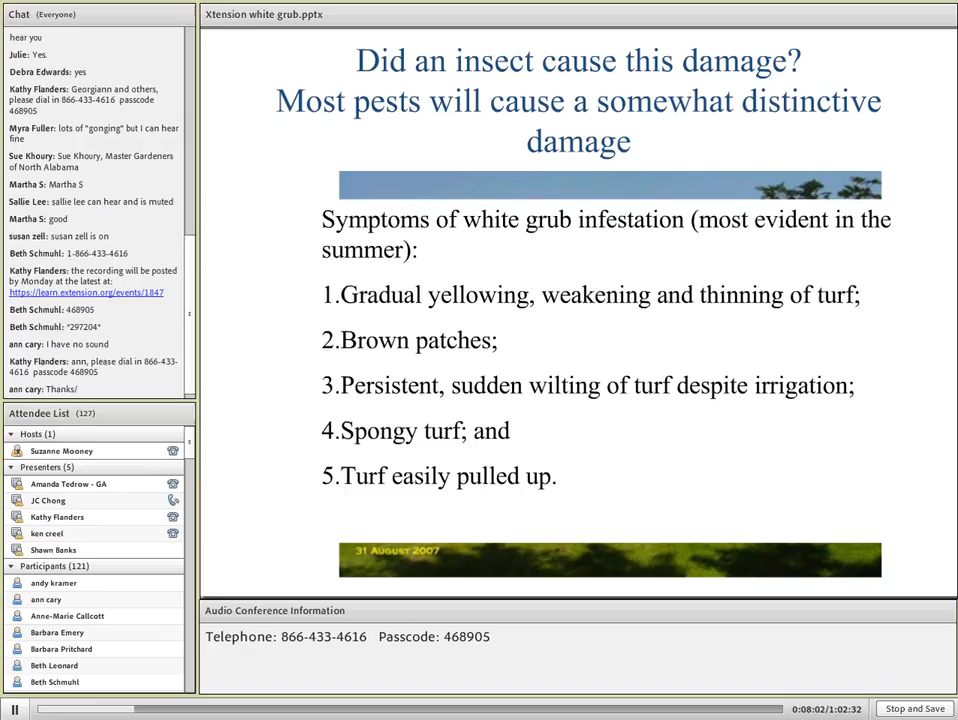 Chat (Everyone)
hear you
Julie: Yes.
Debra Edwards: yes
Kathy Flanders: Georgiann and others,
please dial in 866-433-4616 passcode
468905
Myra Fuller: lots of "gonging" but I can hear
fine
Sue Khoury: Sue Khoury, Master Gardeners
of North Alabama
Martha S: Martha S
Sallie Lee: sallie lee can hear and is muted
Martha S: good
susan zell: susan zell is on
Beth Schmuhl: 1-866-433-4616
Kathy Flanders: the recording will be posted
by Monday at the latest at:
https://learn.extension.org/events/1847
Beth Schmuhl: 468905
Beth Schmuhl: *297204*
ann cary: I have no sound
Kathy Flanders: ann, please dial in 866-433-
4616 passcode 468905
ann cary: Thanks/
Attendee List (127)
Hosts (1)
Suzanne Mooney
Presenters (5)
Amanda Tedrow - GA
JC Chong
Kathy Flanders
ken creel
Shawn Banks
Participants (121)
andy kramer
ann cary
Anne-Marie Callcott
Barbara Emery
Barbara Pritchard
Beth Leonard
Beth Schmuhl
Xtension white grub.pptx
Did an insect cause this damage?
Most pests will cause a somewhat distinctive
damage
Symptoms of white grub infestation (most evident in the
summer):
1.Gradual yellowing, weakening and thinning of turf;
2.Brown patches;
3.Persistent, sudden wilting of turf despite irrigation;
4.Spongy turf; and
5.Turf easily pulled up.
31 AUGUST 2007
Audio Conference Information
Telephone: 866-433-4616 Passcode: 468905
0:08:02/1:02:32
Stop and Save